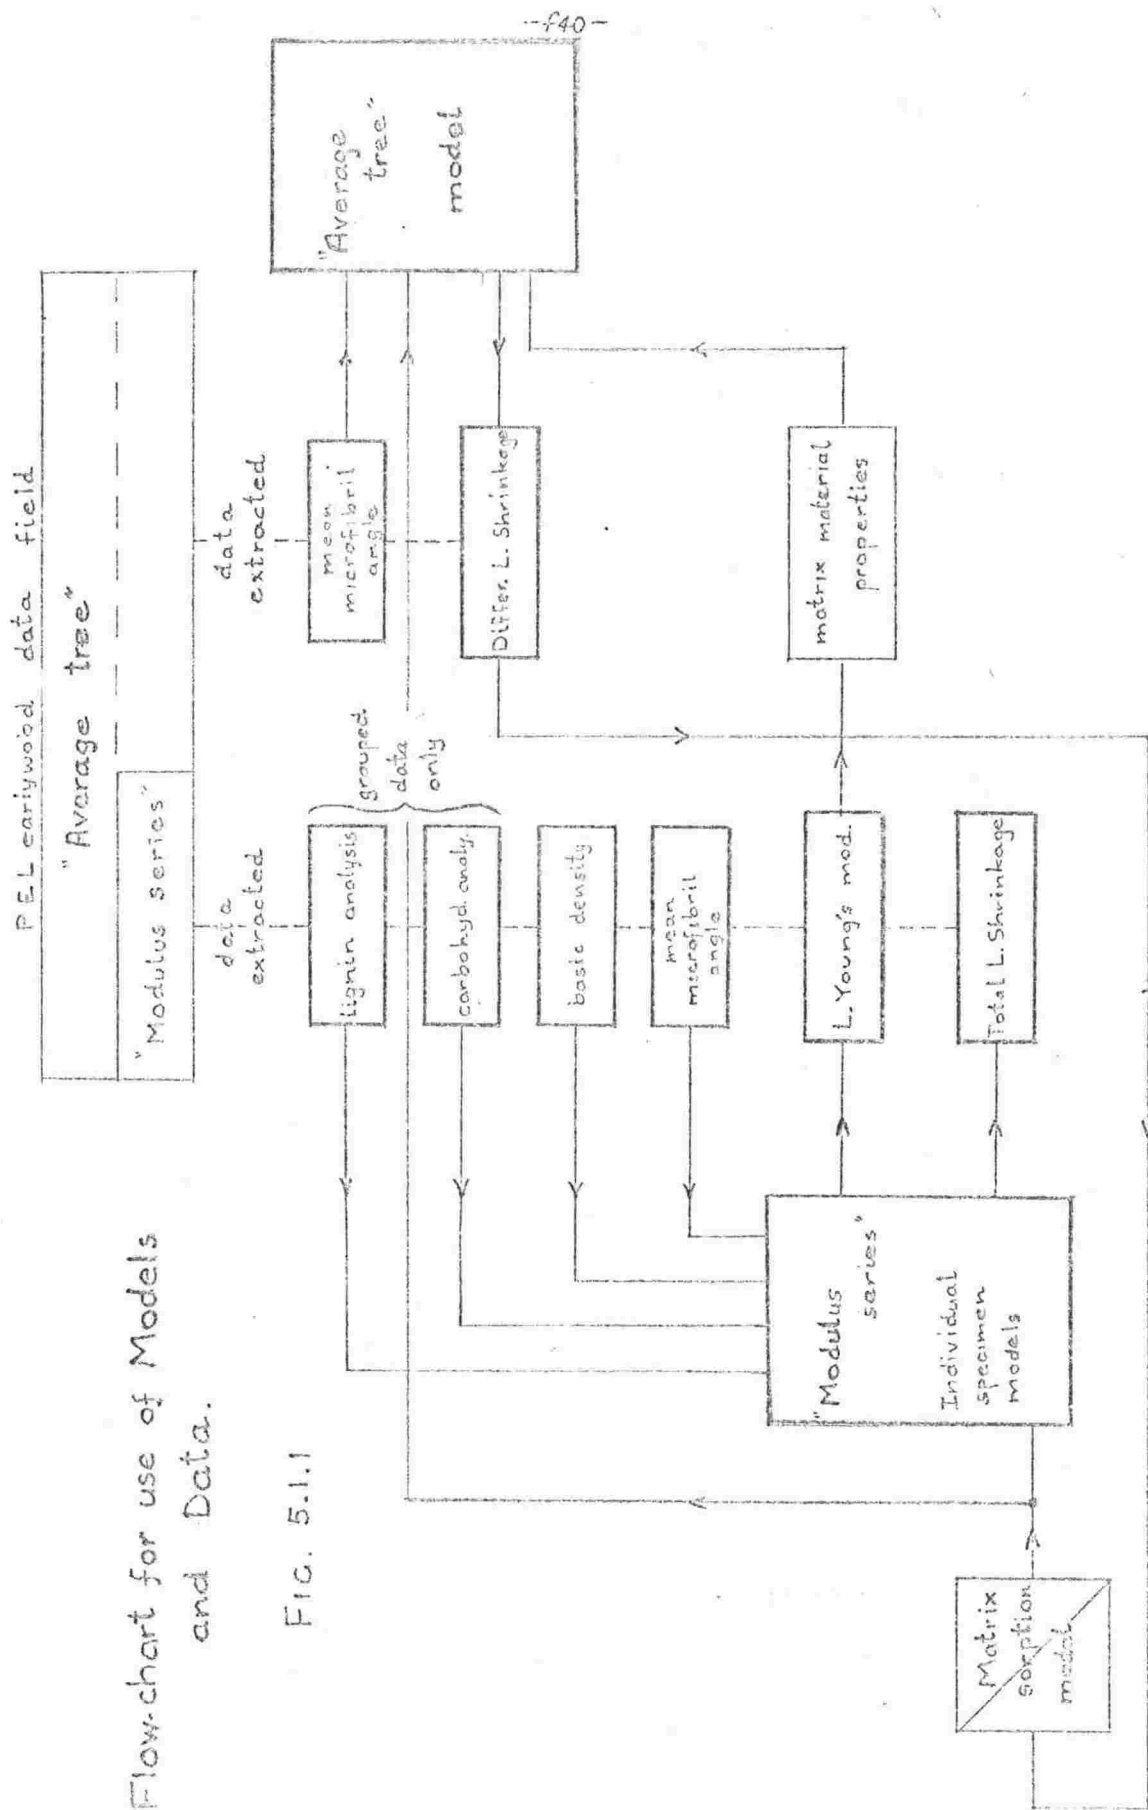 -f40-
Flow-chart for use of Models
and Data.
FIG. 5.1.1
PEL earlywood data field
"Average tree"
"Modulus series"
data
extracted
data
extracted
lignin analysis
carbohyd. analy.
grouped
data
only
basic density
mean
microfibril
angle
L. Young's mod.
Total L. Shrinkage
mean
microfibril
angle
Differ. L. Shrinkage
"Average
tree"
model
matrix material
properties
"Modulus
series"
Individual
specimen
models
Matrix
sorption
model